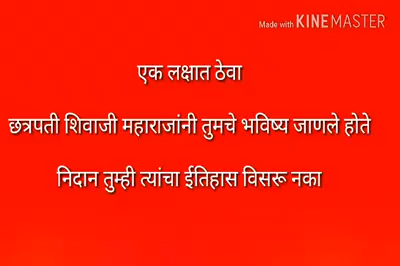 Made with KINEMASTER
एक लक्षात ठेवा
छत्रपती शिवाजी महाराजांनी तुमचे भविष्य जाणले होते
निदान तुम्ही त्यांचा ईतिहास विसरू नका